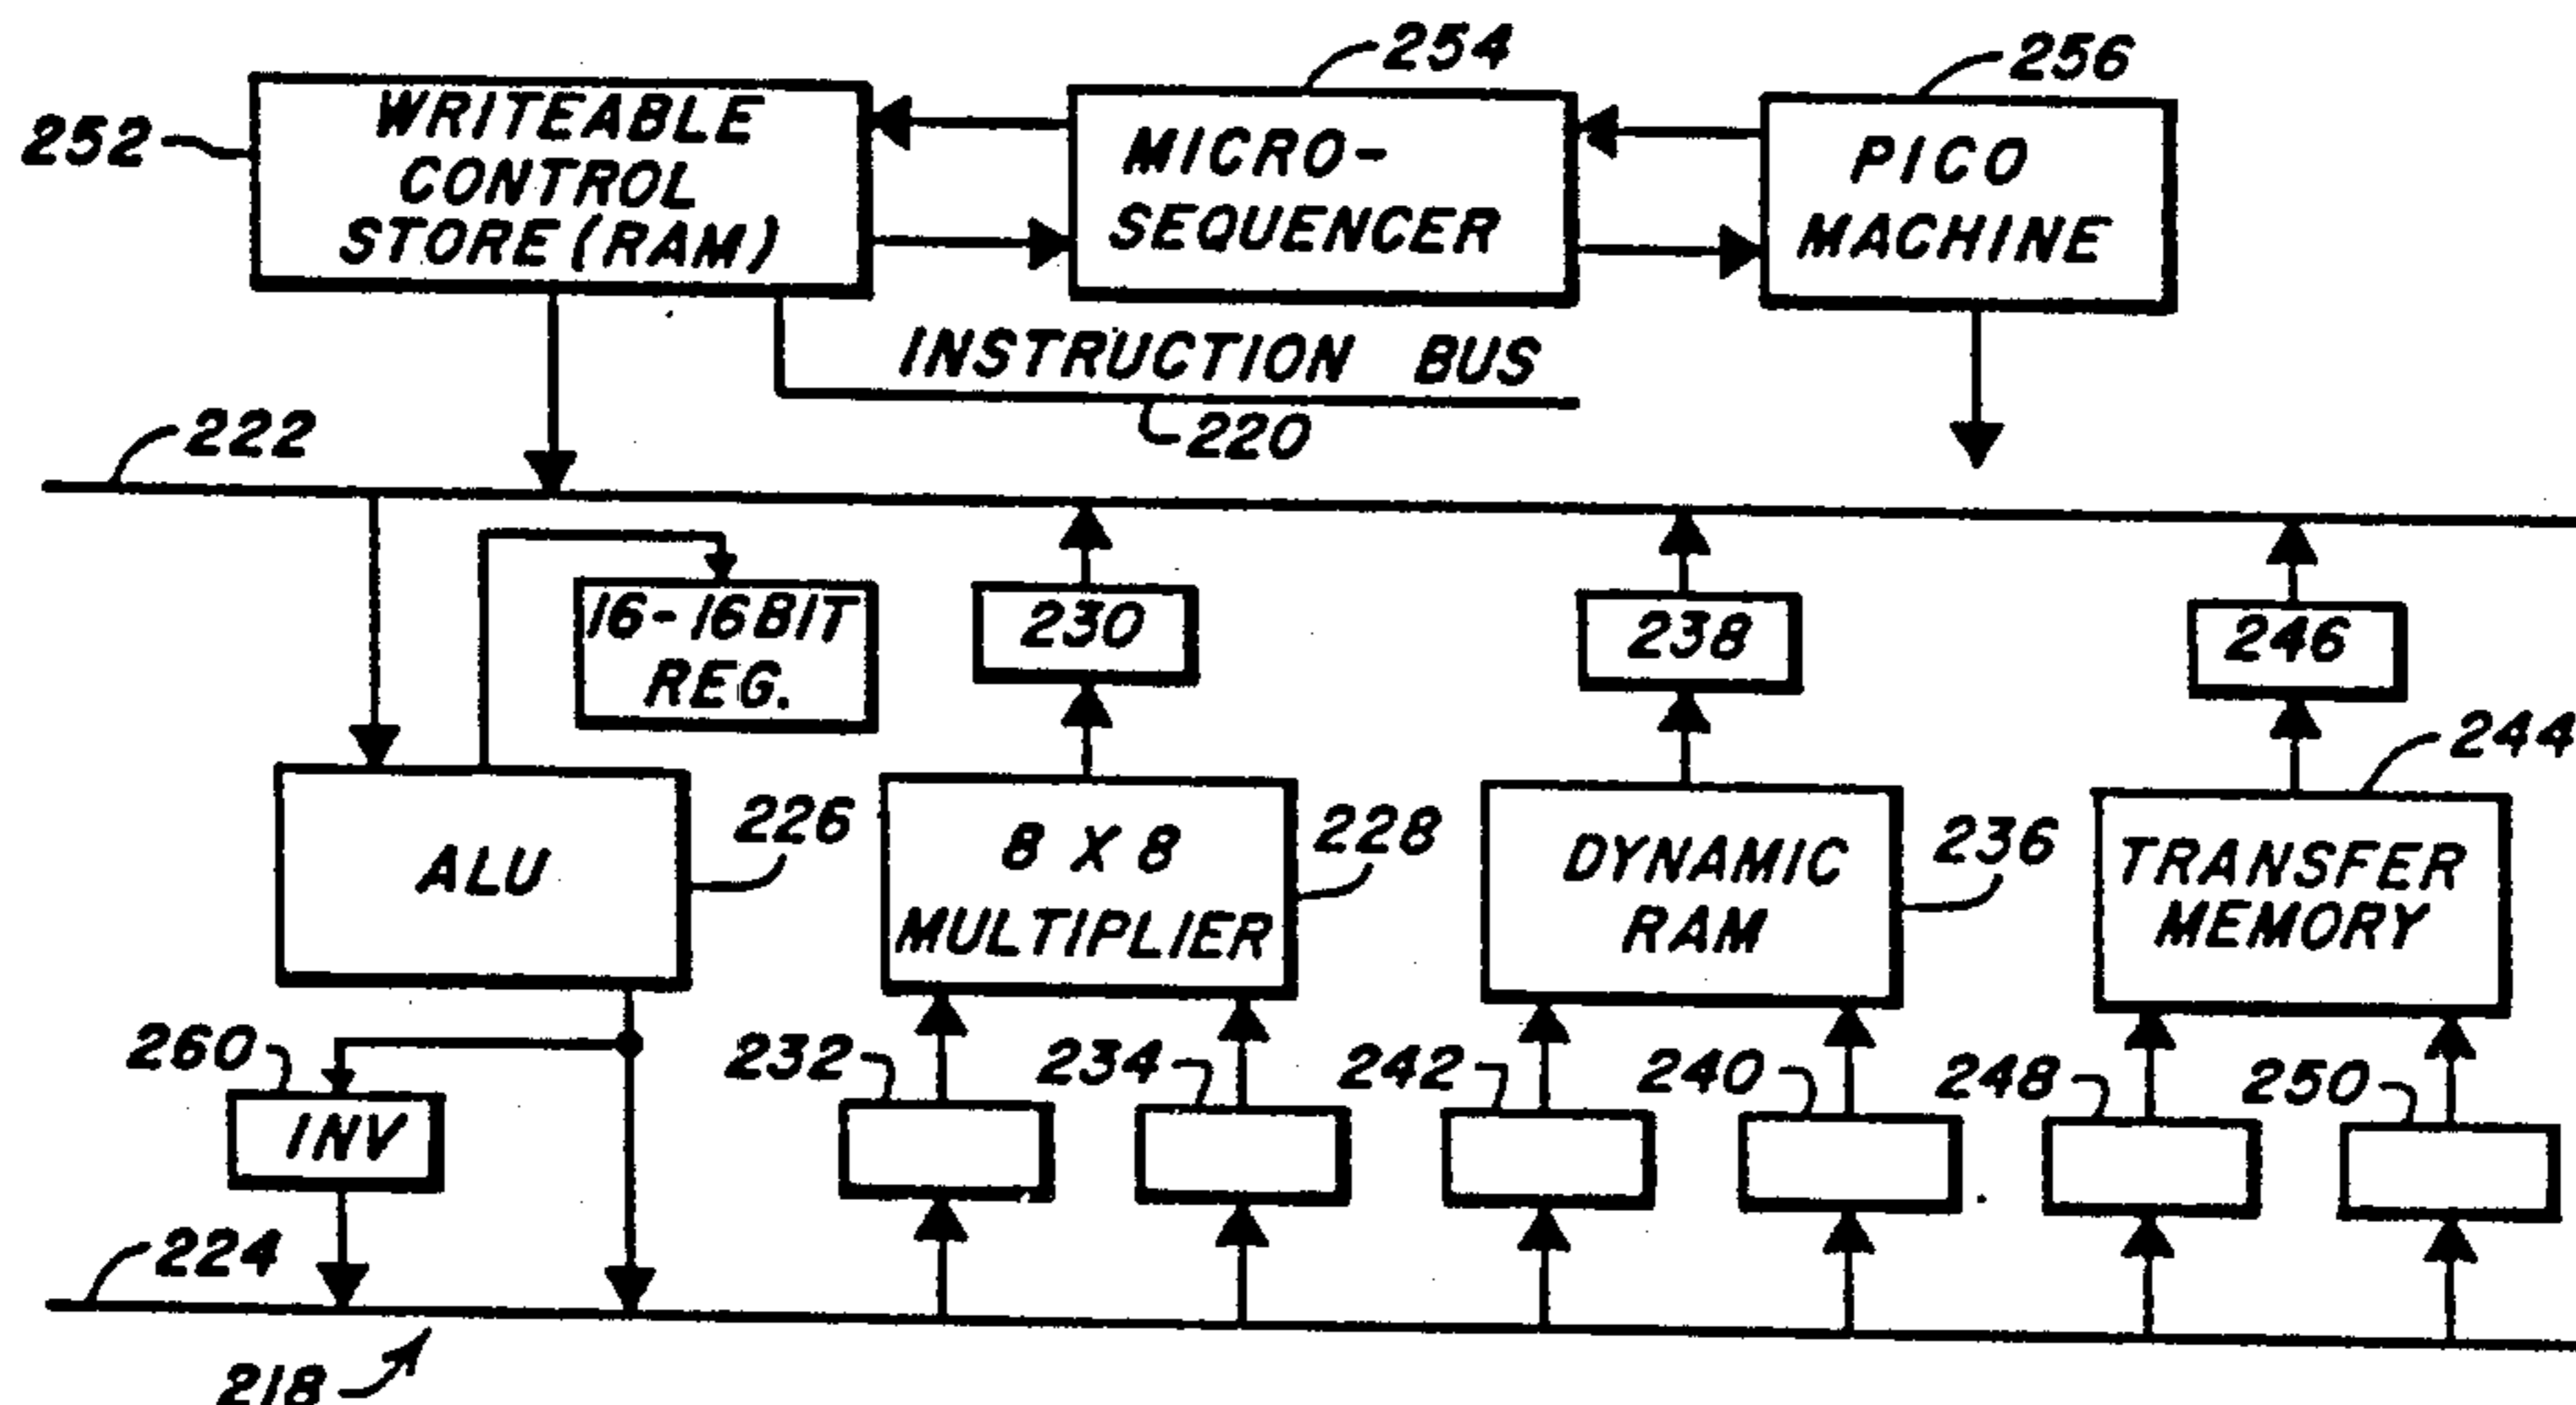 254
256
252
WRITEABLE
CONTROL
STORE (RAM)
MICRO-
SEQUENCER
PICO
MACHINE
INSTRUCTION BUS
220
222
16-16BIT
REG.
230
238
246
244
ALU
226
8 X 8
MULTIPLIER
228
DYNAMIC
RAM
236
TRANSFER
MEMORY
260
INV
232
234
242
240
248
250
224
218